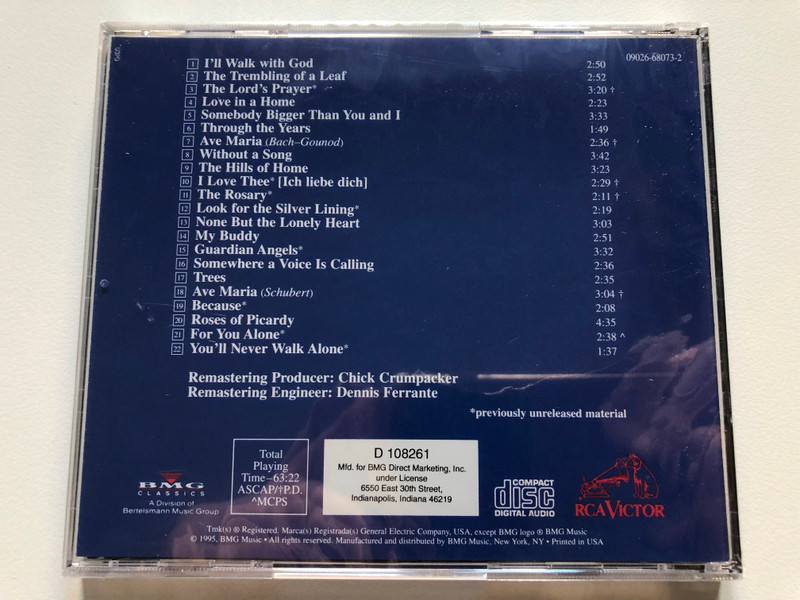 09026-68073-2
1 I'll Walk with God 2:50
2 The Trembling of a Leaf 2:52
3 The Lord's Prayer* 3:20 †
4 Love in a Home 2:23
5 Somebody Bigger Than You and I 3:33
6 Through the Years 1:49
7 Ave Maria (Bach–Gounod) 2:36 †
8 Without a Song 3:42
9 The Hills of Home 3:23
10 I Love Thee* [Ich liebe dich] 2:29 †
11 The Rosary* 2:11 †
12 Look for the Silver Lining* 2:19
13 None But the Lonely Heart 3:03
14 My Buddy 2:51
15 Guardian Angels* 3:32
16 Somewhere a Voice Is Calling 2:36
17 Trees 2:35
18 Ave Maria (Schubert) 3:04 †
19 Because* 2:08
20 Roses of Picardy 4:35
21 For You Alone* 2:38 ^
22 You'll Never Walk Alone* 1:37
Remastering Producer: Chick Crumpacker
Remastering Engineer: Dennis Ferrante
*previously unreleased material
BMG
CLASSICS
A Division of
Bertelsmann Music Group
Total
Playing
Time–63:22
ASCAP/†P.D.
^MCPS
D 108261
Mfd. for BMG Direct Marketing, Inc.
under License
6550 East 30th Street,
Indianapolis, Indiana 46219
COMPACT
disc
DIGITAL AUDIO
RCA VICTOR
Tmk(s) ® Registered. Marca(s) Registrada(s) General Electric Company, USA, except BMG logo ® BMG Music
© 1995, BMG Music • All rights reserved. Manufactured and distributed by BMG Music, New York, NY • Printed in USA